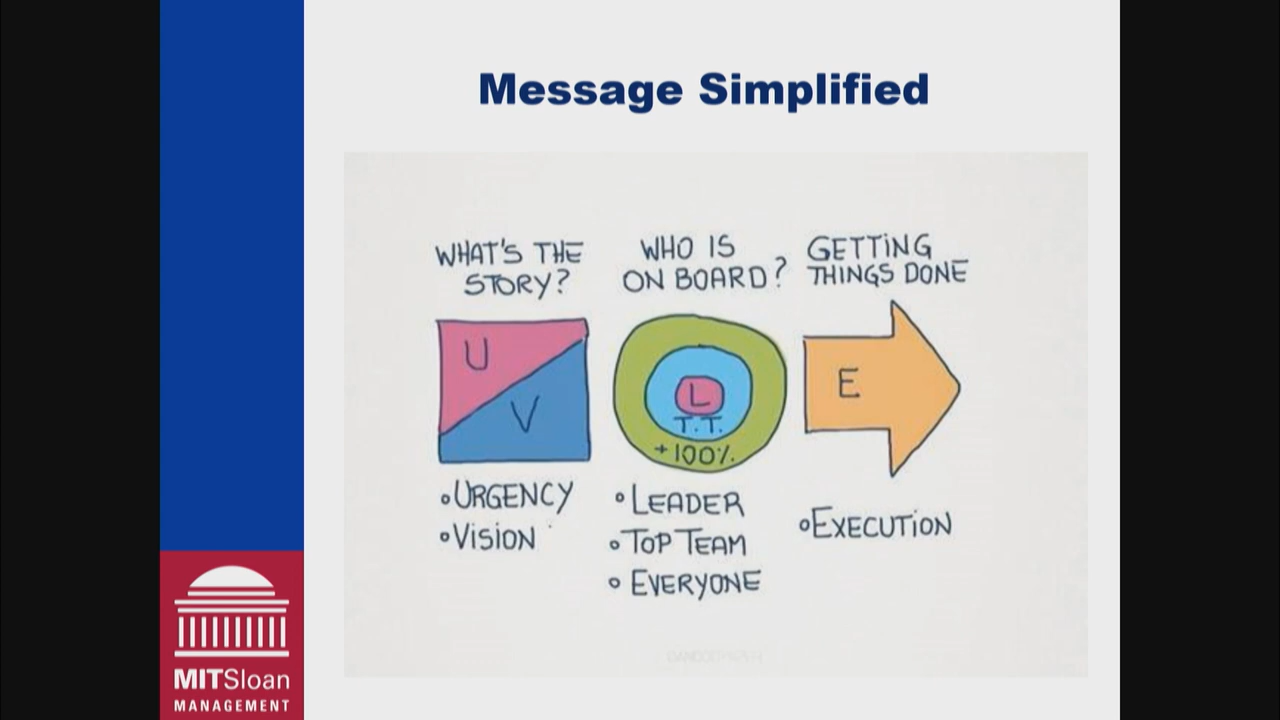 Message Simplified
WHAT'S THE
STORY?
WHO IS
ON BOARD?
GETTING
THINGS DONE
U
V
L
T.T.
+100%
E
•URGENCY
•VISION
•LEADER
•TOP TEAM
•EVERYONE
•EXECUTION
MITSloan
MANAGEMENT